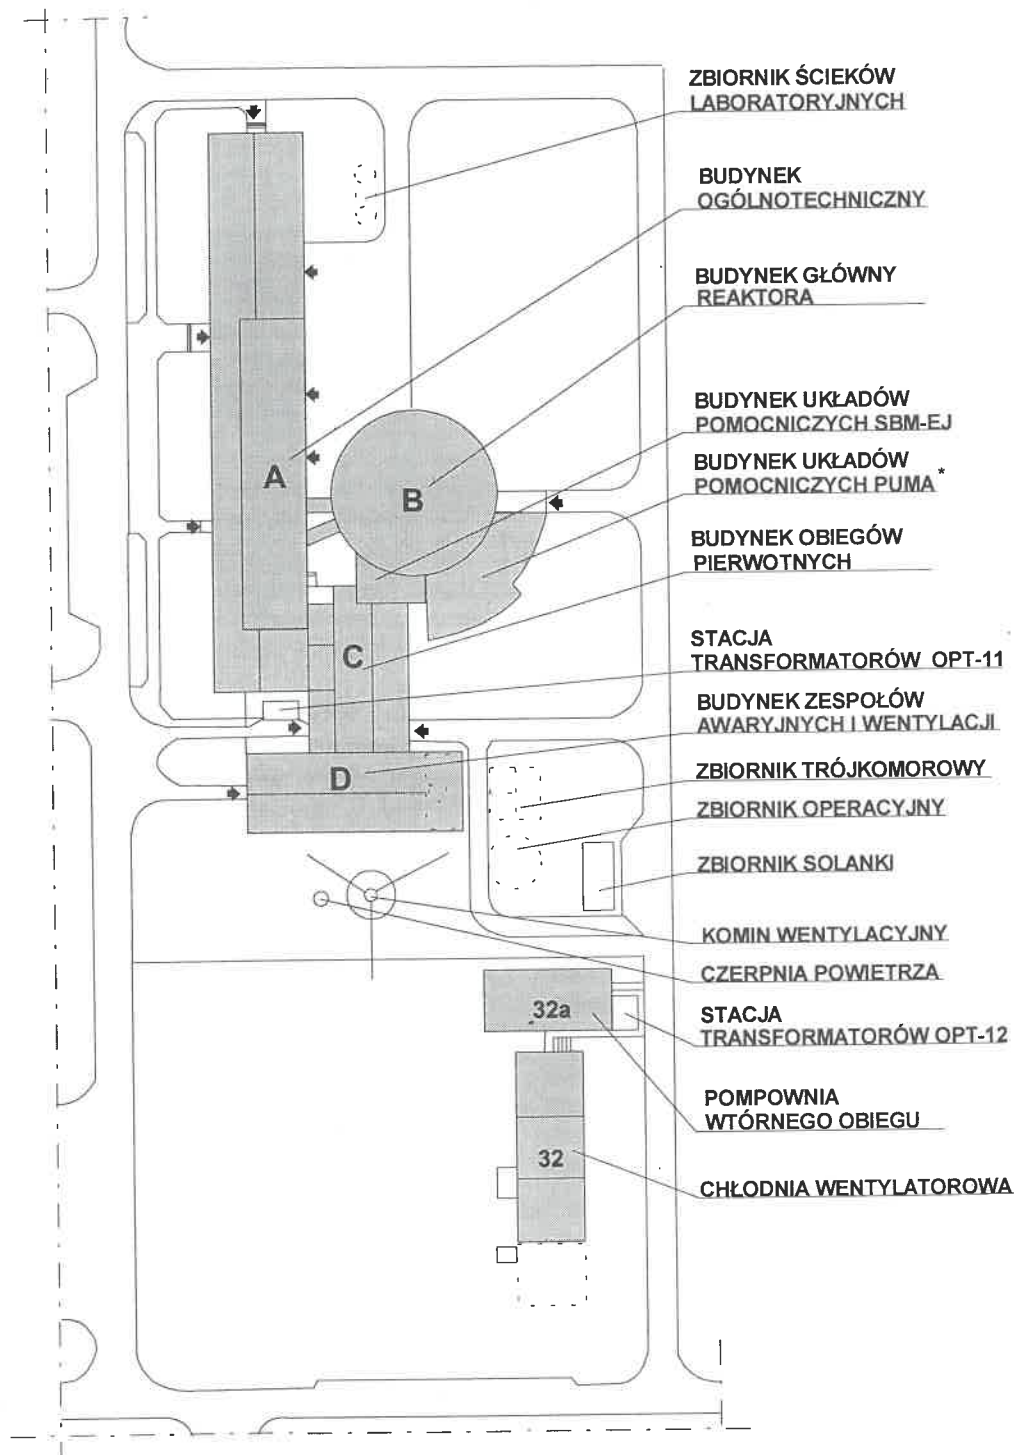 ZBIORNIK ŚCIEKÓW
LABORATORYJNYCH
BUDYNEK
OGÓLNOTECHNICZNY
BUDYNEK GŁÓWNY
REAKTORA
BUDYNEK UKŁADÓW
POMOCNICZYCH SBM-EJ
BUDYNEK UKŁADÓW
POMOCNICZYCH PUMA*
BUDYNEK OBIEGÓW
PIERWOTNYCH
STACJA
TRANSFORMATORÓW OPT-11
BUDYNEK ZESPOŁÓW
AWARYJNYCH I WENTYLACJI
ZBIORNIK TRÓJKOMOROWY
ZBIORNIK OPERACYJNY
ZBIORNIK SOLANKI
KOMIN WENTYLACYJNY
CZERPNIA POWIETRZA
STACJA
TRANSFORMATORÓW OPT-12
POMPOWNIA
WTÓRNEGO OBIEGU
CHŁODNIA WENTYLATOROWA
A
B
C
D
32a
32